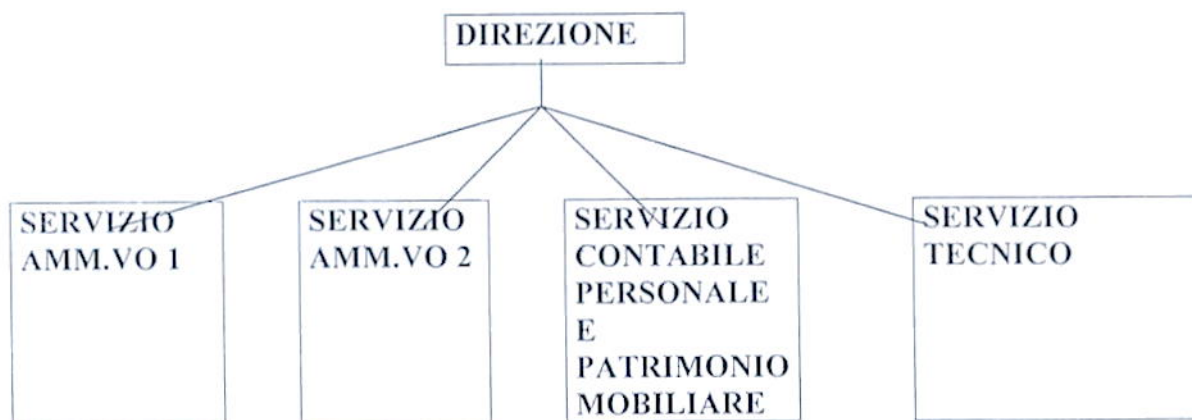 DIREZIONE
SERVIZIO
AMM.VO 1
SERVIZIO
AMM.VO 2
SERVIZIO
CONTABILE
PERSONALE
E
PATRIMONIO
MOBILIARE
SERVIZIO
TECNICO